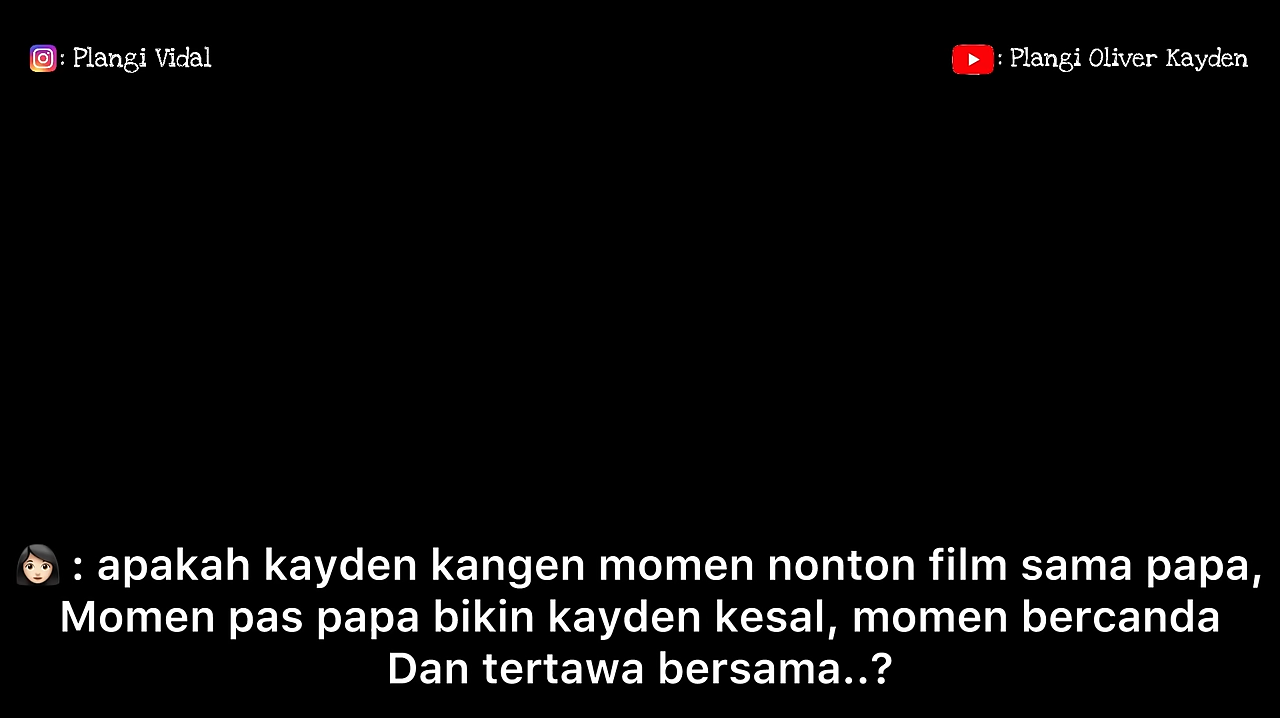 : Plangi Vidal
: Plangi Oliver Kayden
👩🏻 : apakah kayden kangen momen nonton film sama papa,
Momen pas papa bikin kayden kesal, momen bercanda
Dan tertawa bersama..?